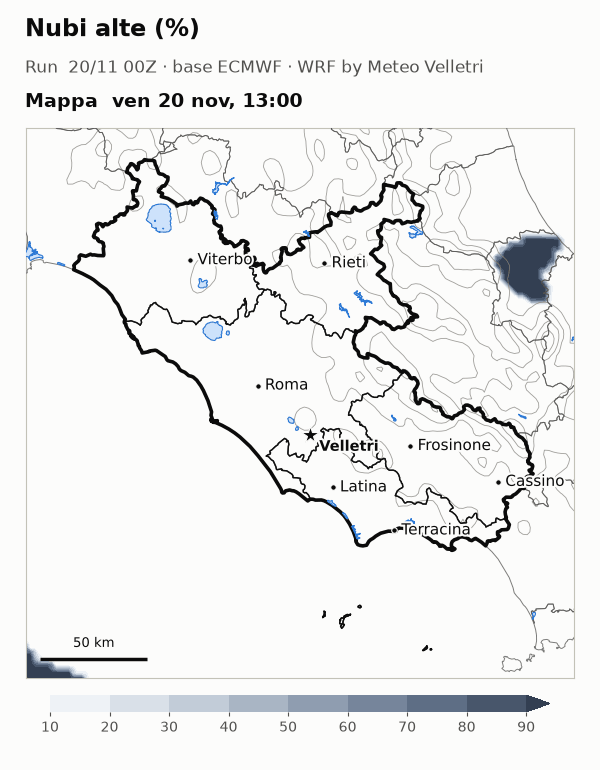 Nubi alte (%)
Run  20/11 00Z · base ECMWF · WRF by Meteo Velletri
Mappa  ven 20 nov, 13:00
Viterbo
Rieti
Roma
Velletri
Frosinone
Cassino
Latina
Terracina
50 km
10 20 30 40 50 60 70 80 90